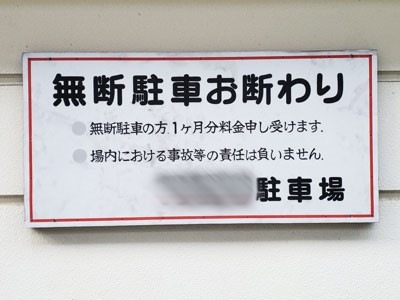 無断駐車お断わり
●無断駐車の方、1ヶ月分料金申し受けます.
●場内における事故等の責任は負いません.
駐車場